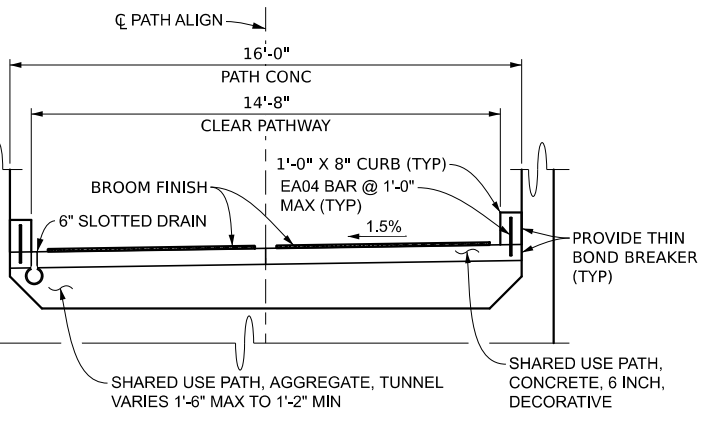 ℄ PATH ALIGN
16'-0"
PATH CONC
14'-8"
CLEAR PATHWAY
1'-0" X 8" CURB (TYP)
EA04 BAR @ 1'-0"
MAX (TYP)
BROOM FINISH
6" SLOTTED DRAIN
1.5%
PROVIDE THIN
BOND BREAKER
(TYP)
SHARED USE PATH, AGGREGATE, TUNNEL
VARIES 1'-6" MAX TO 1'-2" MIN
SHARED USE PATH,
CONCRETE, 6 INCH,
DECORATIVE